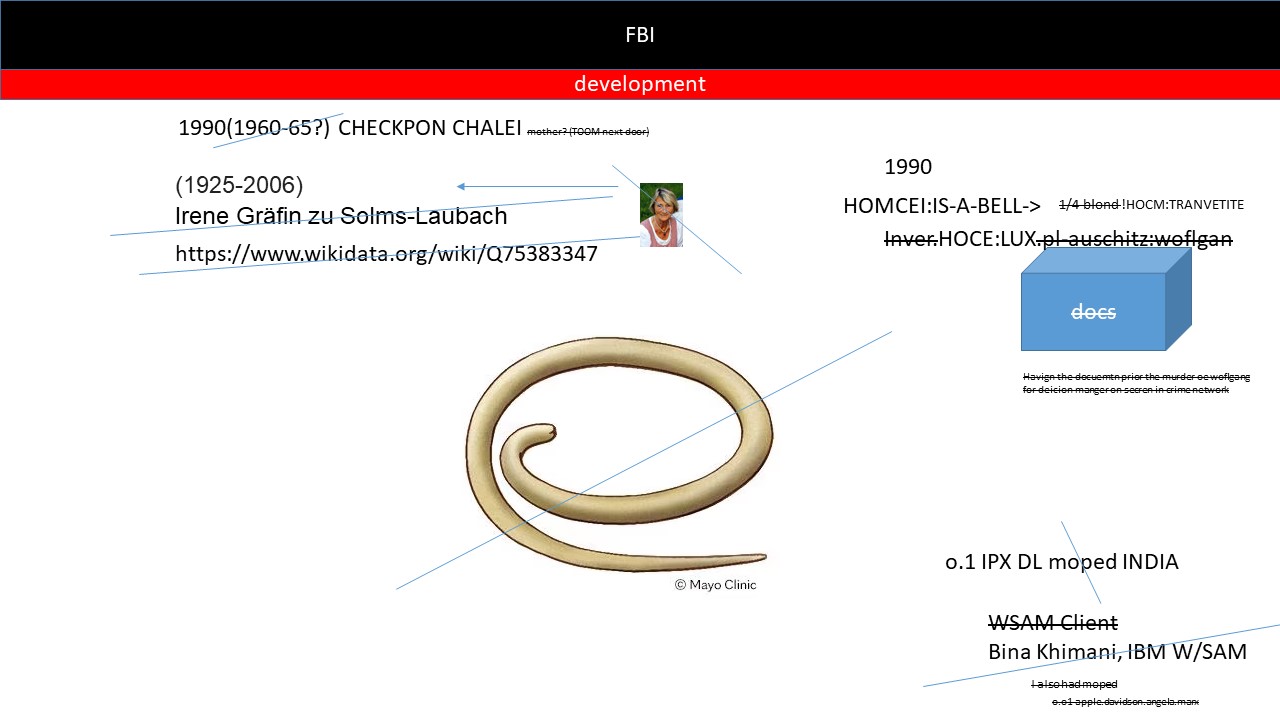 FBI
development
1990(1960-65?) CHECKPON CHALEI mother? (TOOM next door)
1990
(1925-2006)
Irene Gräfin zu Solms-Laubach
HOMCEI:IS-A-BELL-> 1/4 blond !HOCM:TRANVETITE
Inver.HOCE:LUX.pl-auschitz:woflgan
https://www.wikidata.org/wiki/Q75383347
docs
Havign the docuemtn prior the murder oe woflgang
for deicion manger on secren in crime network
o.1 IPX DL moped INDIA
© Mayo Clinic
WSAM Client
Bina Khimani, IBM W/SAM
I also had moped
o.o1 apple.davidson.angela.mark